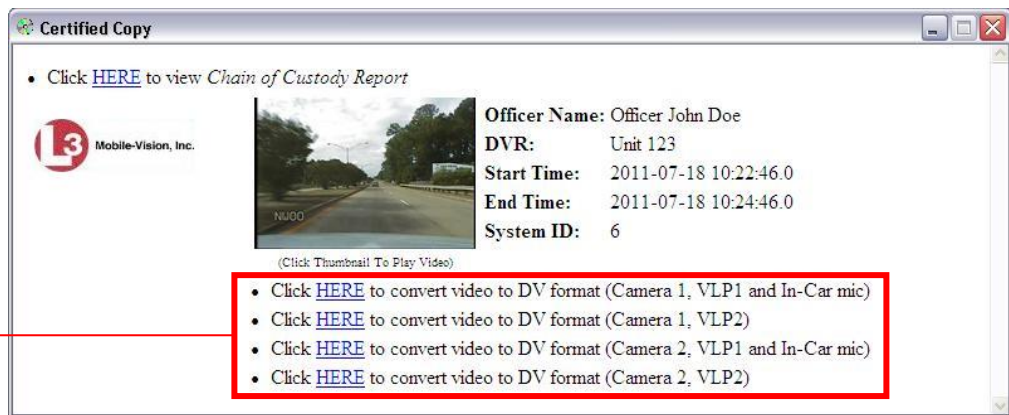 Certified Copy
• Click HERE to view Chain of Custody Report
L3 Mobile-Vision, Inc.
NW00
(Click Thumbnail To Play Video)
Officer Name: Officer John Doe
DVR: Unit 123
Start Time: 2011-07-18 10:22:46.0
End Time: 2011-07-18 10:24:46.0
System ID: 6
• Click HERE to convert video to DV format (Camera 1, VLP1 and In-Car mic)
• Click HERE to convert video to DV format (Camera 1, VLP2)
• Click HERE to convert video to DV format (Camera 2, VLP1 and In-Car mic)
• Click HERE to convert video to DV format (Camera 2, VLP2)